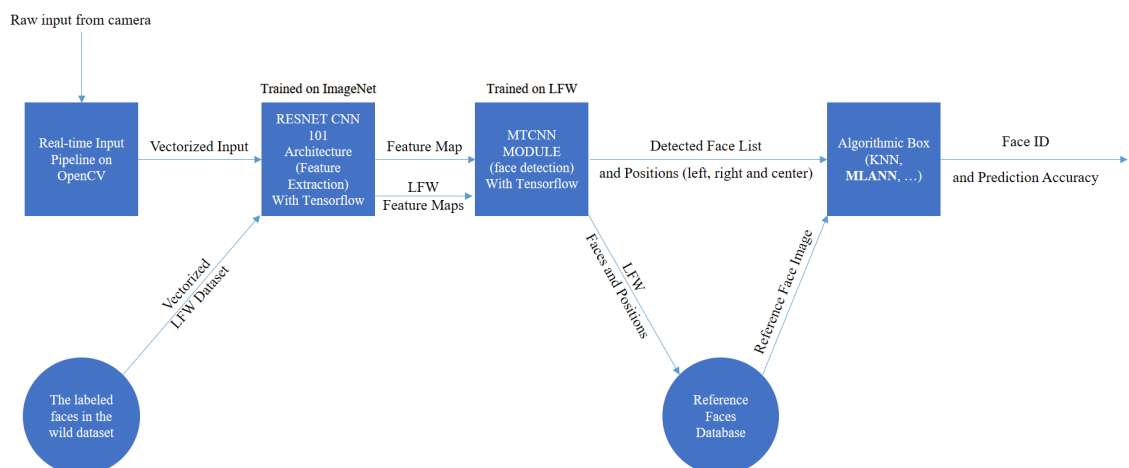 Raw input from camera
Trained on ImageNet
Trained on LFW
Real-time Input
Pipeline on
OpenCV
Vectorized Input
RESNET CNN
101
Architecture
(Feature
Extraction)
With Tensorflow
Feature Map
LFW
Feature Maps
MTCNN
MODULE
(face detection)
With Tensorflow
Detected Face List
and Positions (left, right and center)
Algorithmic Box
(KNN,
MLANN, …)
Face ID
and Prediction Accuracy
Vectorized
LFW Dataset
LFW
Faces and Positions
Reference Face Image
The labeled
faces in the
wild dataset
Reference
Faces
Database